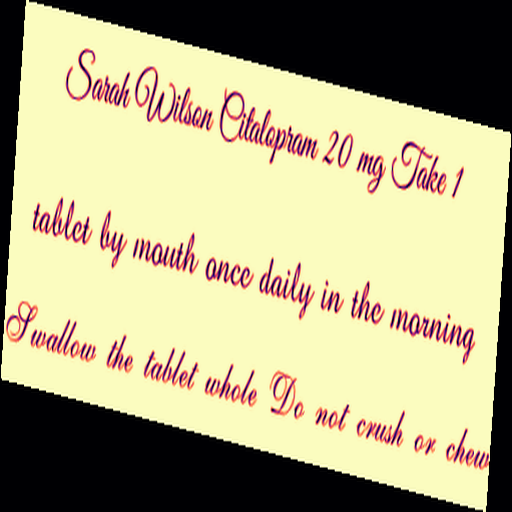 Sarah Wilson Citalopram 20 mg Take 1
tablet by mouth once daily in the morning
Swallow the tablet whole Do not crush or chew